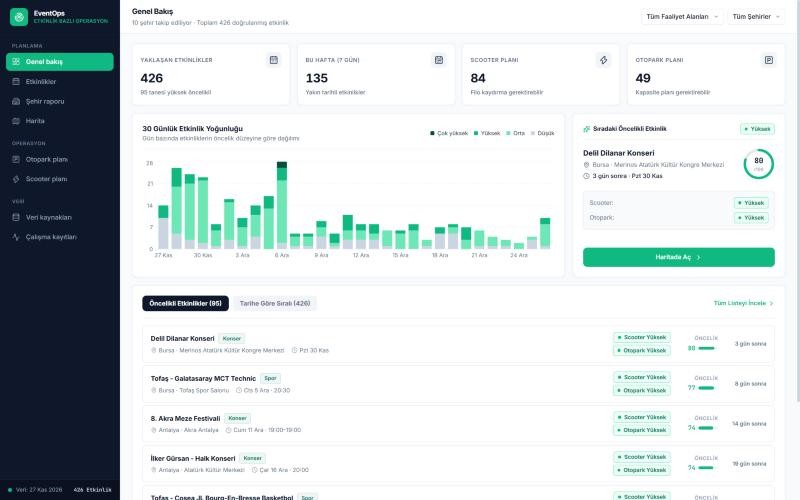 EventOps
ETKİNLİK BAZLI OPERASYON
PLANLAMA
Genel bakış
Etkinlikler
Şehir raporu
Harita
OPERASYON
Otopark planı
Scooter planı
VERİ
Veri kaynakları
Çalışma kayıtları
Veri: 27 Kas 2026 426 Etkinlik
Genel Bakış
10 şehir takip ediliyor · Toplam 426 doğrulanmış etkinlik
Tüm Faaliyet Alanları
Tüm Şehirler
YAKLAŞAN ETKİNLİKLER
426
95 tanesi yüksek öncelikli
BU HAFTA (7 GÜN)
135
Yakın tarihli etkinlikler
SCOOTER PLANI
84
Filo kaydırma gerektirebilir
OTOPARK PLANI
49
Kapasite planı gerektirebilir
30 Günlük Etkinlik Yoğunluğu
Gün bazında etkinliklerin öncelik düzeyine göre dağılımı
Çok yüksek Yüksek Orta Düşük
28
21
14
7
0
27 Kas 30 Kas 3 Ara 6 Ara 9 Ara 12 Ara 15 Ara 18 Ara 21 Ara 24 Ara
Sıradaki Öncelikli Etkinlik
Yüksek
Delil Dilanar Konseri
Bursa · Merinos Atatürk Kültür Kongre Merkezi
3 gün sonra · Pzt 30 Kas
80
/100
Scooter: Yüksek
Otopark: Yüksek
Haritada Aç
Öncelikli Etkinlikler (95)
Tarihe Göre Sıralı (426)
Tüm Listeyi İncele
Delil Dilanar Konseri Konser
Bursa · Merinos Atatürk Kültür Kongre Merkezi Pzt 30 Kas
Scooter Yüksek
Otopark Yüksek
ÖNCELİK
80
3 gün sonra
Tofaş - Galatasaray MCT Technic Spor
Bursa · Tofaş Spor Salonu Cts 5 Ara · 20:30
Scooter Yüksek
Otopark Yüksek
ÖNCELİK
77
8 gün sonra
8. Akra Meze Festivali Konser
Antalya · Akra Antalya Cum 11 Ara · 19:00–19:00
Scooter Yüksek
Otopark Yüksek
ÖNCELİK
74
14 gün sonra
İlker Gürsan - Halk Konseri Konser
Antalya · Atatürk Kültür Merkezi Çar 16 Ara · 20:00
Scooter Yüksek
Otopark Yüksek
ÖNCELİK
74
19 gün sonra
Tofaş - Cosea JL Bourg-En-Bresse Basketbol Spor
Scooter Yüksek
ÖNCELİK